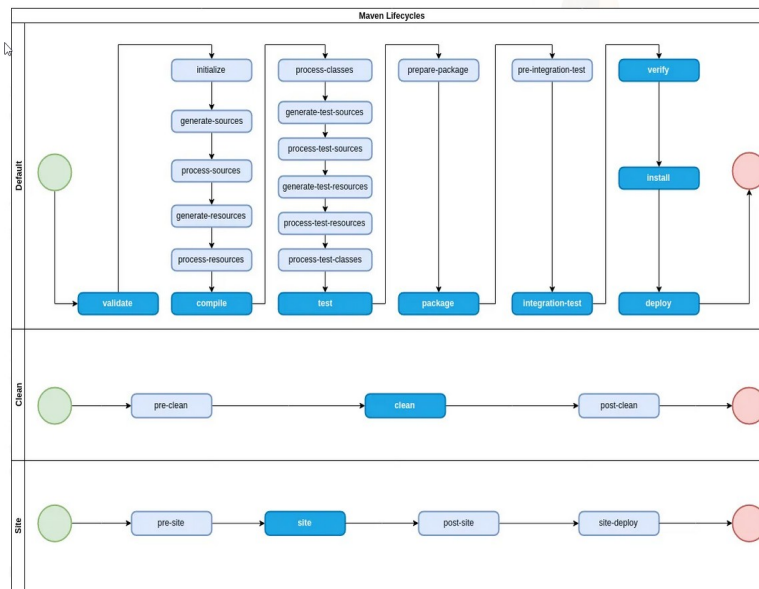 Maven Lifecycles
Default
validate
initialize
generate-sources
process-sources
generate-resources
process-resources
compile
process-classes
generate-test-sources
process-test-sources
generate-test-resources
process-test-resources
process-test-classes
test
prepare-package
package
pre-integration-test
integration-test
verify
install
deploy
Clean
pre-clean
clean
post-clean
Site
pre-site
site
post-site
site-deploy